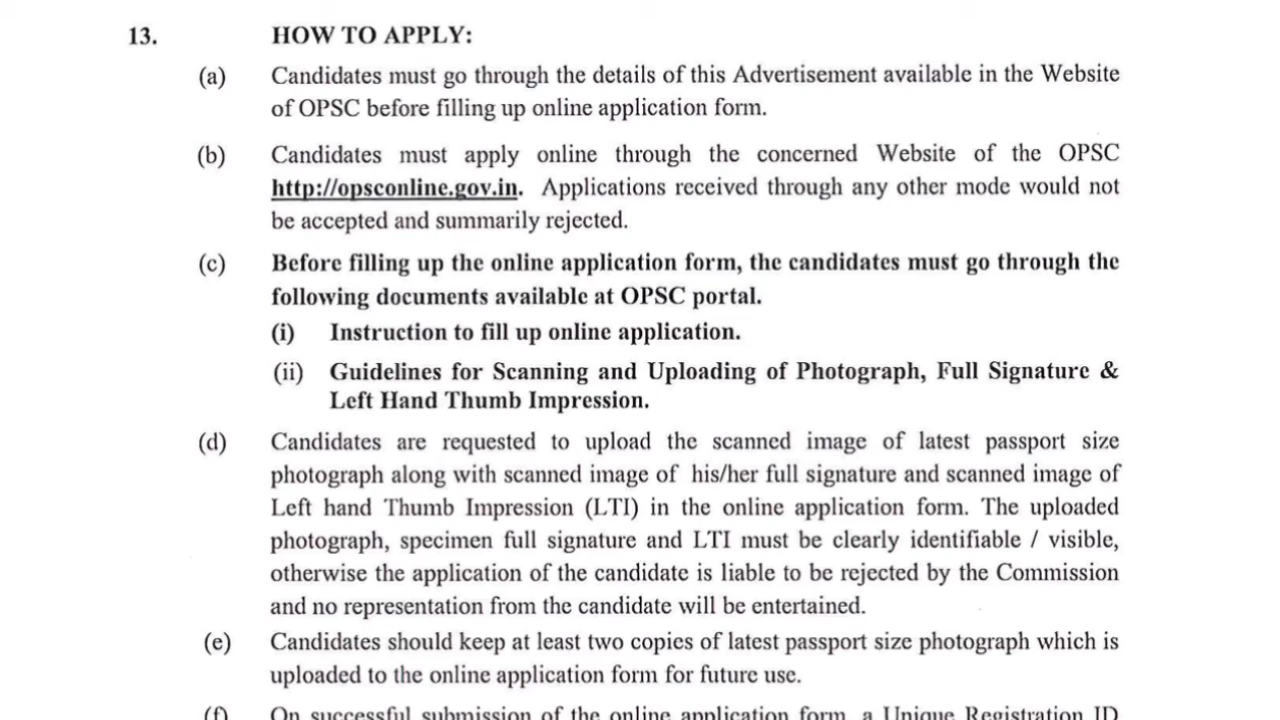 13. HOW TO APPLY:
(a) Candidates must go through the details of this Advertisement available in the Website
of OPSC before filling up online application form.
(b) Candidates must apply online through the concerned Website of the OPSC
http://opsconline.gov.in. Applications received through any other mode would not
be accepted and summarily rejected.
(c) Before filling up the online application form, the candidates must go through the
following documents available at OPSC portal.
(i) Instruction to fill up online application.
(ii) Guidelines for Scanning and Uploading of Photograph, Full Signature &
Left Hand Thumb Impression.
(d) Candidates are requested to upload the scanned image of latest passport size
photograph along with scanned image of his/her full signature and scanned image of
Left hand Thumb Impression (LTI) in the online application form. The uploaded
photograph, specimen full signature and LTI must be clearly identifiable / visible,
otherwise the application of the candidate is liable to be rejected by the Commission
and no representation from the candidate will be entertained.
(e) Candidates should keep at least two copies of latest passport size photograph which is
uploaded to the online application form for future use.
(f) On successful submission of the online application form, a Unique Registration ID